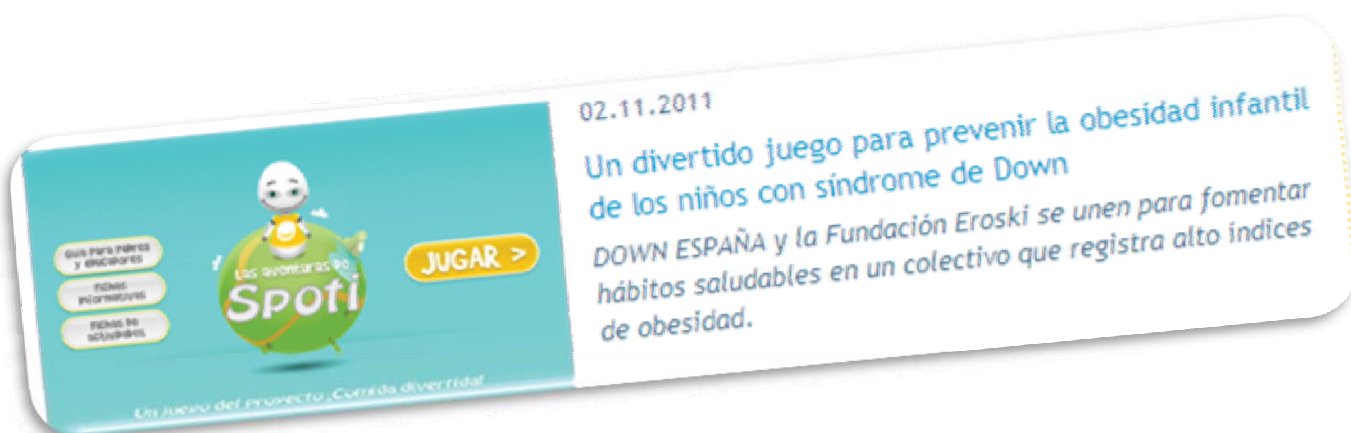 02.11.2011
Un divertido juego para prevenir la obesidad infantil
de los niños con síndrome de Down
DOWN ESPAÑA y la Fundación Eroski se unen para fomentar
hábitos saludables en un colectivo que registra alto índices
de obesidad.
Guía para padres
y educadores
Fichas
informativas
Fichas de
actividades
Las aventuras de
Spoti
JUGAR >
Un juego del proyecto ¡Comida divertida!